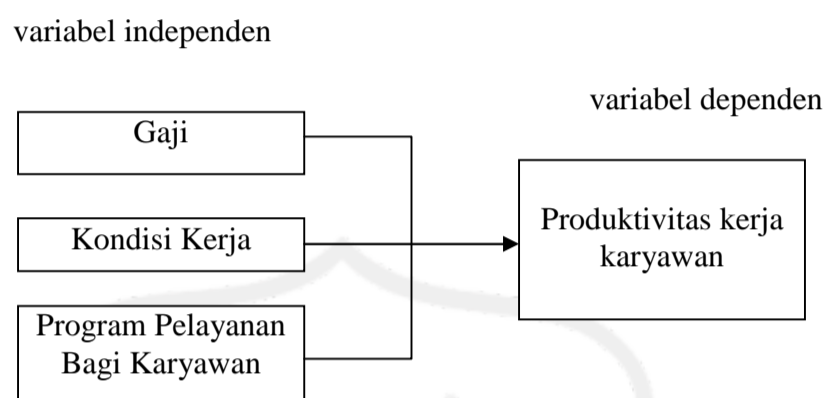 variabel independen
variabel dependen
Gaji
Kondisi Kerja
Produktivitas kerja
karyawan
Program Pelayanan
Bagi Karyawan